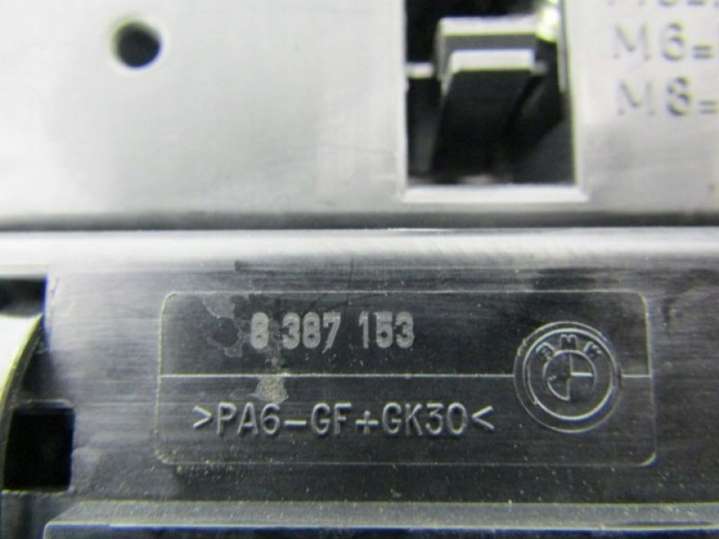 M6=
M8=
8 387 153
BMW
>PA6-GF+GK30<